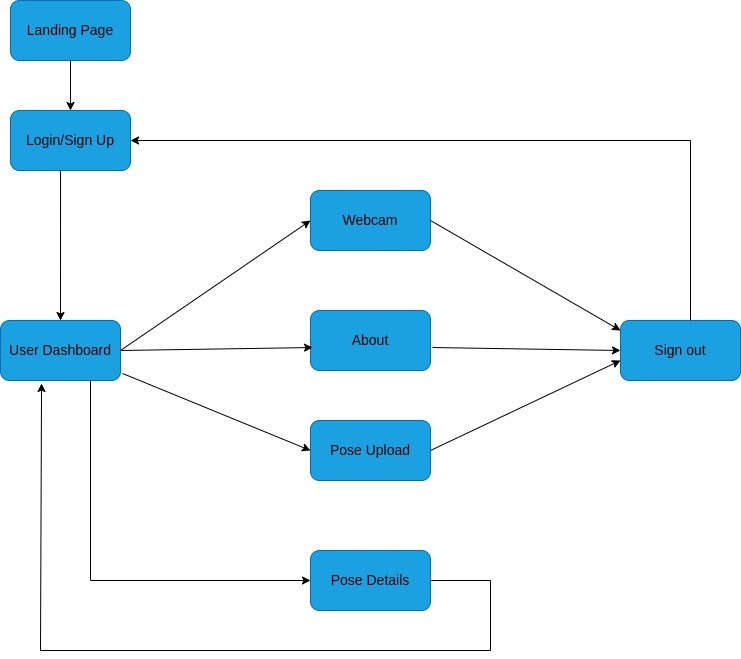 Landing Page
Login/Sign Up
Webcam
About
User Dashboard
Sign out
Pose Upload
Pose Details